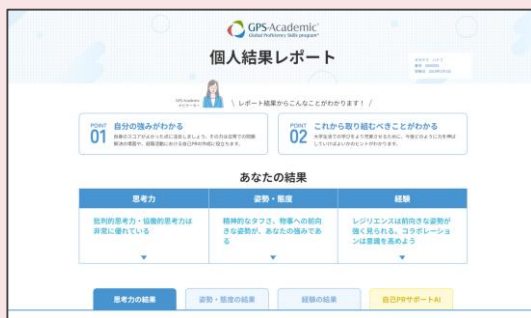 GPS-Academic
Global Proficiency Skills program
個人結果レポート
GPS-Academic
ナビゲーター
\ レポート結果からこんなことがわかります！ /
POINT
01
自分の強みがわかる
POINT
02
これから取り組むべきことがわかる
あなたの結果
思考力
姿勢・態度
経験
批判的思考力・協働的思考力は
非常に優れている
精神的なタフさ、物事への前向
きな姿勢が、あなたの強みであ
る
レジリエンスは前向きな姿勢が
強く見られる、コラボレーショ
ンは意識を高めよう
思考力の結果
姿勢・態度の結果
経験の結果
自己PRサポートAI